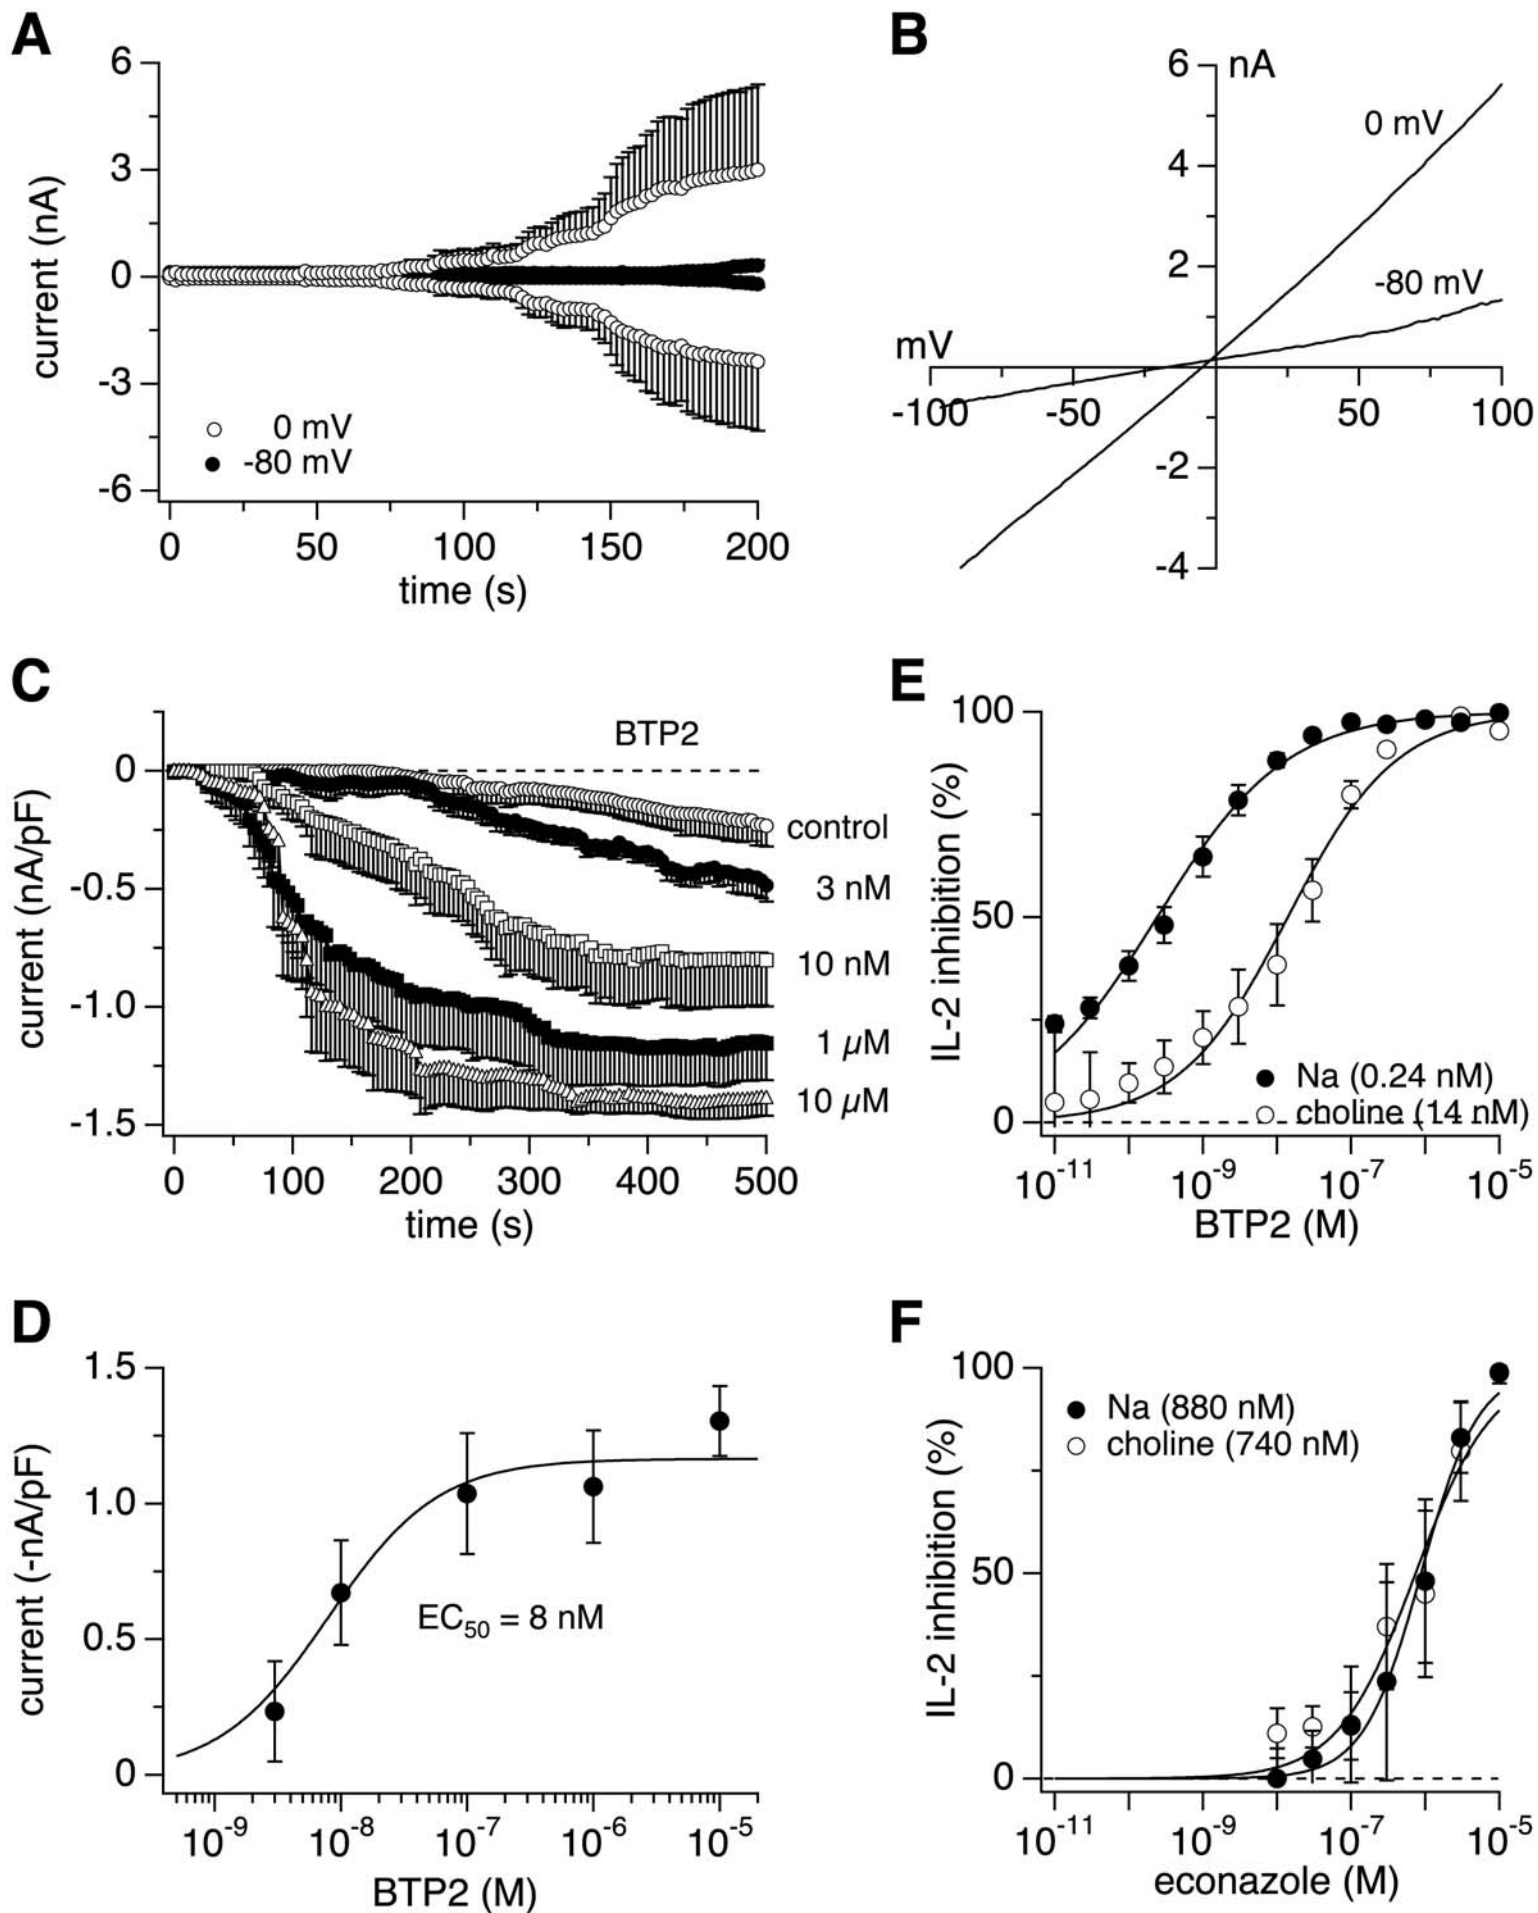 A
6
3
0
-3
-6
current (nA)
0 mV
-80 mV
0 50 100 150 200
time (s)
B
6 nA
4
2
-2
-4
0 mV
-80 mV
mV
-100 -50 50 100
C
BTP2
0
-0.5
-1.0
-1.5
current (nA/pF)
control
3 nM
10 nM
1 µM
10 µM
0 100 200 300 400 500
time (s)
E
100
50
0
IL-2 inhibition (%)
Na (0.24 nM)
choline (14 nM)
10⁻¹¹ 10⁻⁹ 10⁻⁷ 10⁻⁵
BTP2 (M)
D
1.5
1.0
0.5
0
current (-nA/pF)
EC₅₀ = 8 nM
10⁻⁹ 10⁻⁸ 10⁻⁷ 10⁻⁶ 10⁻⁵
BTP2 (M)
F
100
50
0
IL-2 inhibition (%)
Na (880 nM)
choline (740 nM)
10⁻¹¹ 10⁻⁹ 10⁻⁷ 10⁻⁵
econazole (M)